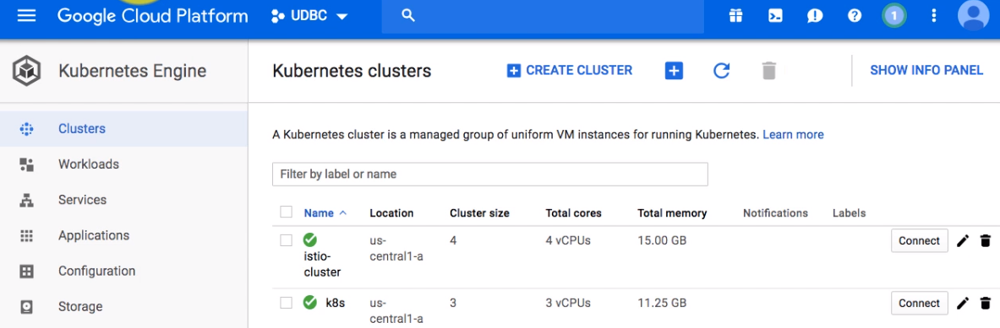 Google Cloud Platform UDBC 1
Kubernetes Engine
Kubernetes clusters CREATE CLUSTER SHOW INFO PANEL
Clusters
Workloads
Services
Applications
Configuration
Storage
A Kubernetes cluster is a managed group of uniform VM instances for running Kubernetes. Learn more
Filter by label or name
Name Location Cluster size Total cores Total memory Notifications Labels
istio-
cluster
us-
central1-a
4 4 vCPUs 15.00 GB Connect
k8s
us-
central1-a
3 3 vCPUs 11.25 GB Connect